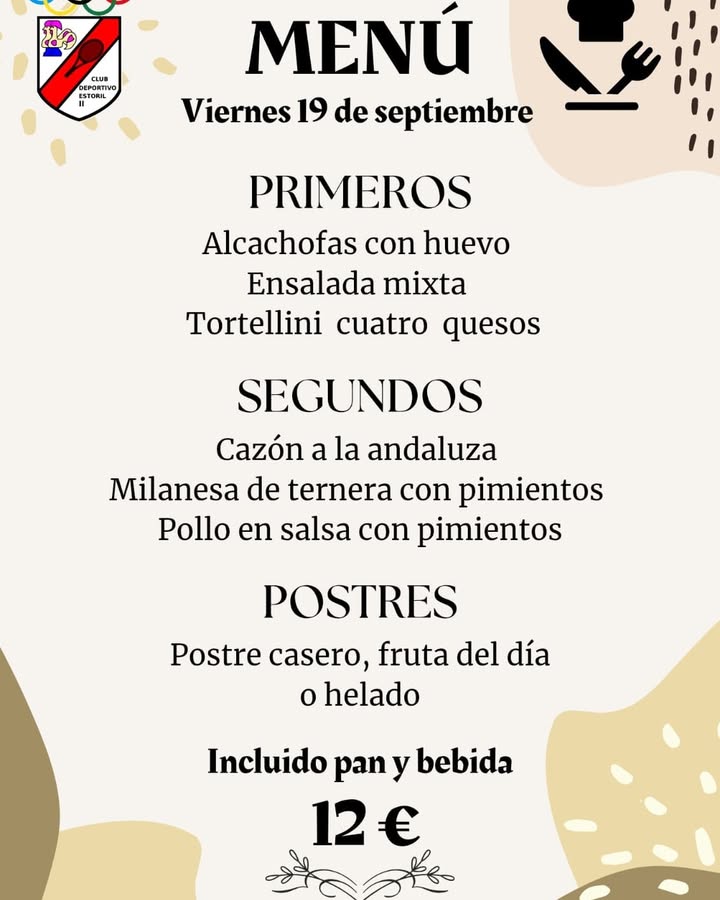 CLUB
DEPORTIVO
ESTORIL
II
MENÚ
Viernes 19 de septiembre
PRIMEROS
Alcachofas con huevo
Ensalada mixta
Tortellini cuatro quesos
SEGUNDOS
Cazón a la andaluza
Milanesa de ternera con pimientos
Pollo en salsa con pimientos
POSTRES
Postre casero, fruta del día
o helado
Incluido pan y bebida
12 €